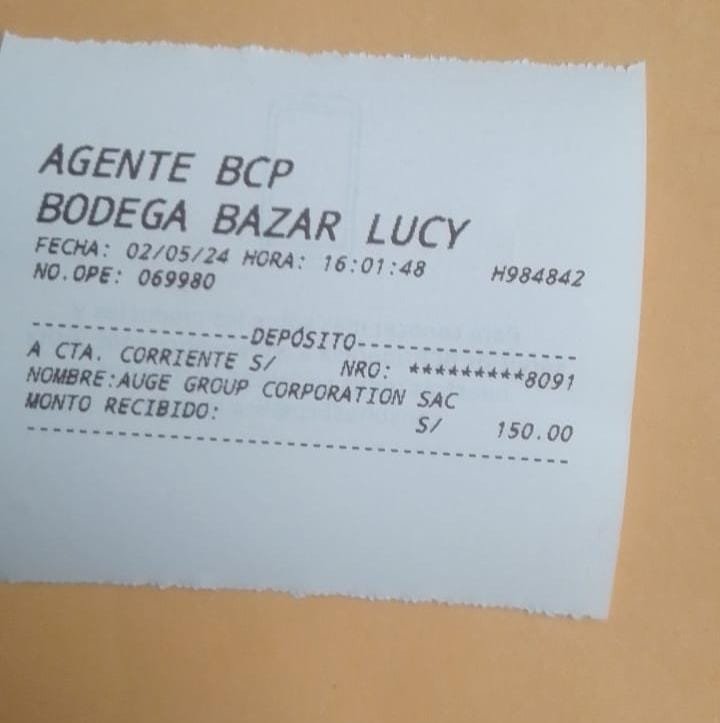 AGENTE BCP
BODEGA BAZAR LUCY
FECHA: 02/05/24 HORA: 16:01:48 H984842
NO.OPE: 069980
-----------------DEPÓSITO-----------------
A CTA. CORRIENTE S/ NRO: *********8091
NOMBRE:AUGE GROUP CORPORATION SAC
MONTO RECIBIDO: S/ 150.00
------------------------------------------